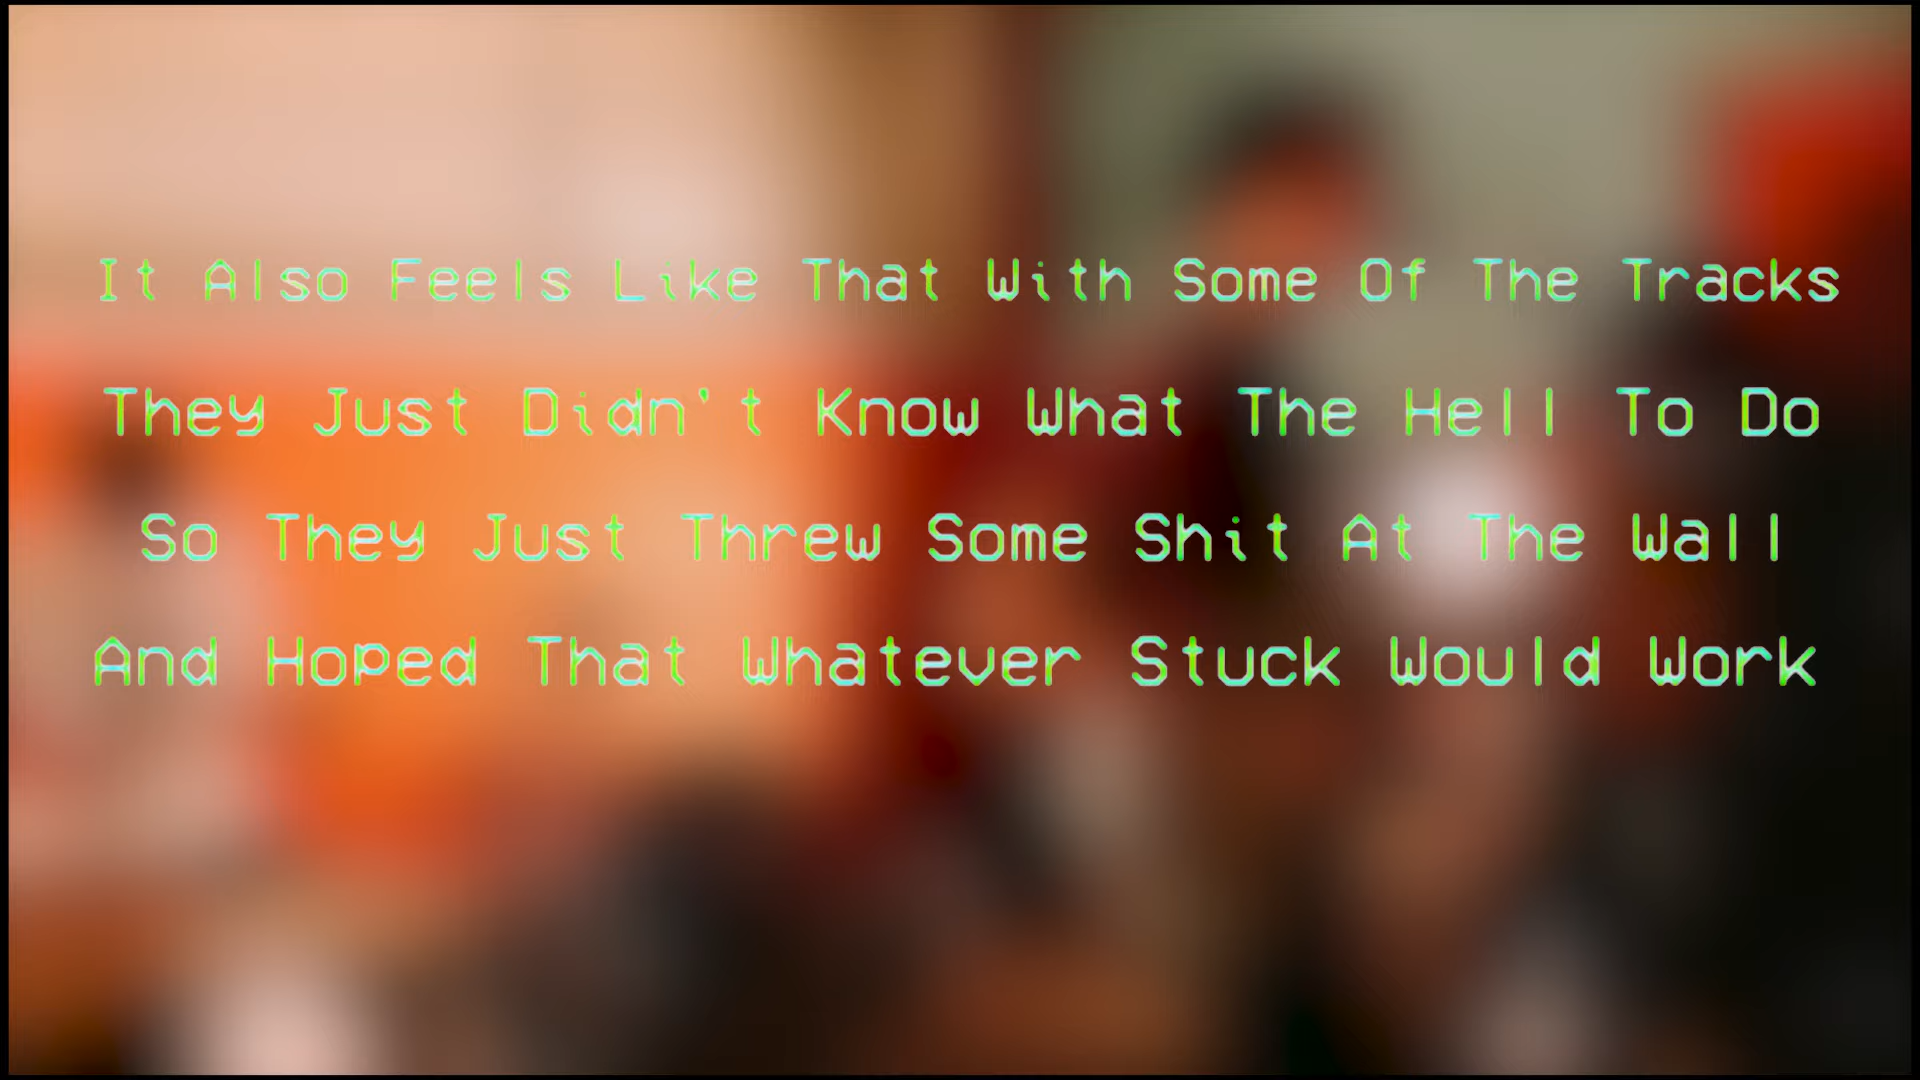 It Also Feels Like That With Some Of The Tracks
They Just Didn't Know What The Hell To Do
So They Just Threw Some Shit At The Wall
And Hoped That Whatever Stuck Would Work